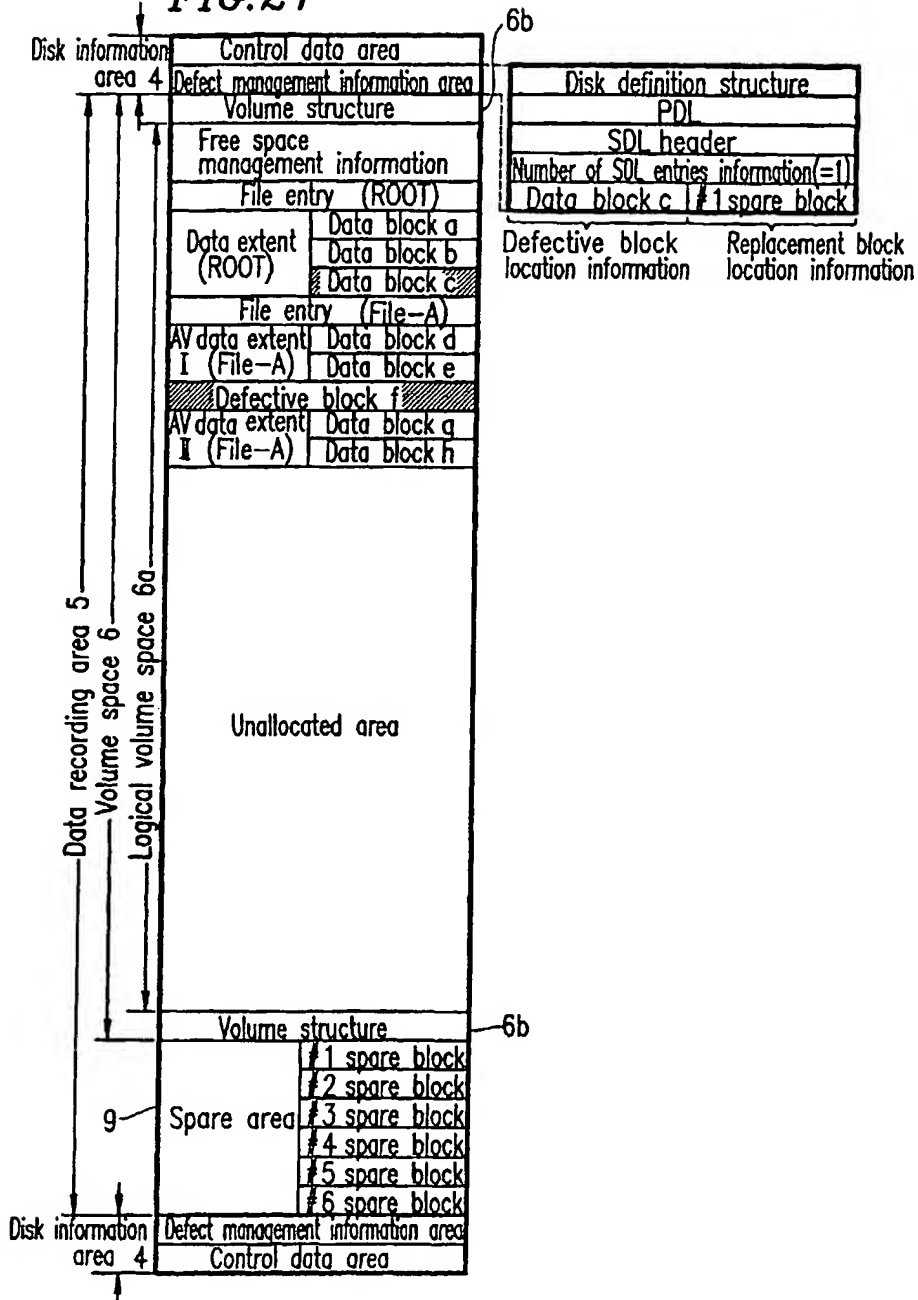 FIG.27
6b
Disk information
area 4
Control data area
Defect management information area
Volume structure
Free space
management information
File entry (ROOT)
Data extent
(ROOT)
Data block a
Data block b
Data block c
File entry (File-A)
AV data extent
I (File-A)
Data block d
Data block e
Defective block f
AV data extent
II (File-A)
Data block g
Data block h
Unallocated area
Volume structure
6b
9
Spare area
#1 spare block
#2 spare block
#3 spare block
#4 spare block
#5 spare block
#6 spare block
Disk information
area 4
Defect management information area
Control data area
Data recording area 5
Volume space 6
Logical volume space 6a
Disk definition structure
PDL
SDL header
Number of SDL entries information(=1)
Data block c
#1 spare block
Defective block
location information
Replacement block
location information